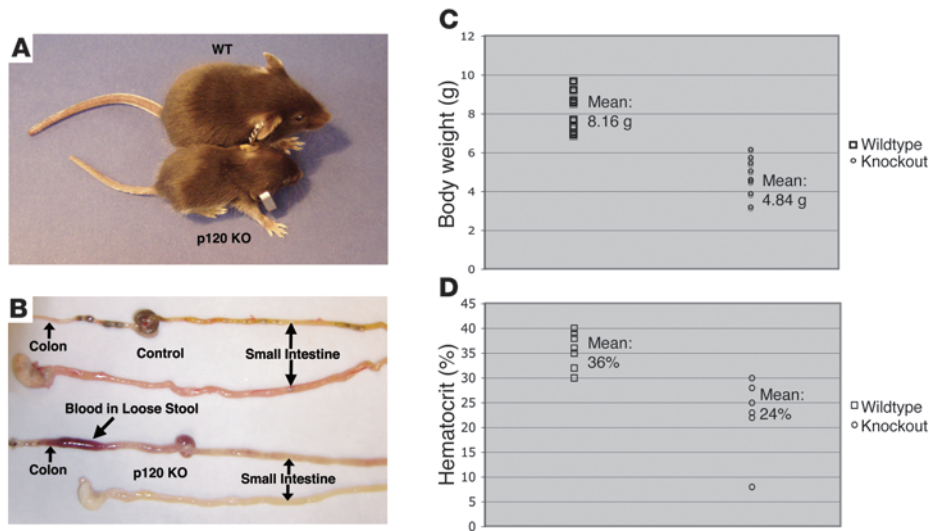 A
WT
p120 KO
B
Colon
Control
Small Intestine
Blood in Loose Stool
Colon
p120 KO
Small Intestine
C
Body weight (g)
12
10
8
6
4
2
0
Mean:
8.16 g
Mean:
4.84 g
Wildtype
Knockout
D
Hematocrit (%)
45
40
35
30
25
20
15
10
5
0
Mean:
36%
Mean:
24%
Wildtype
Knockout